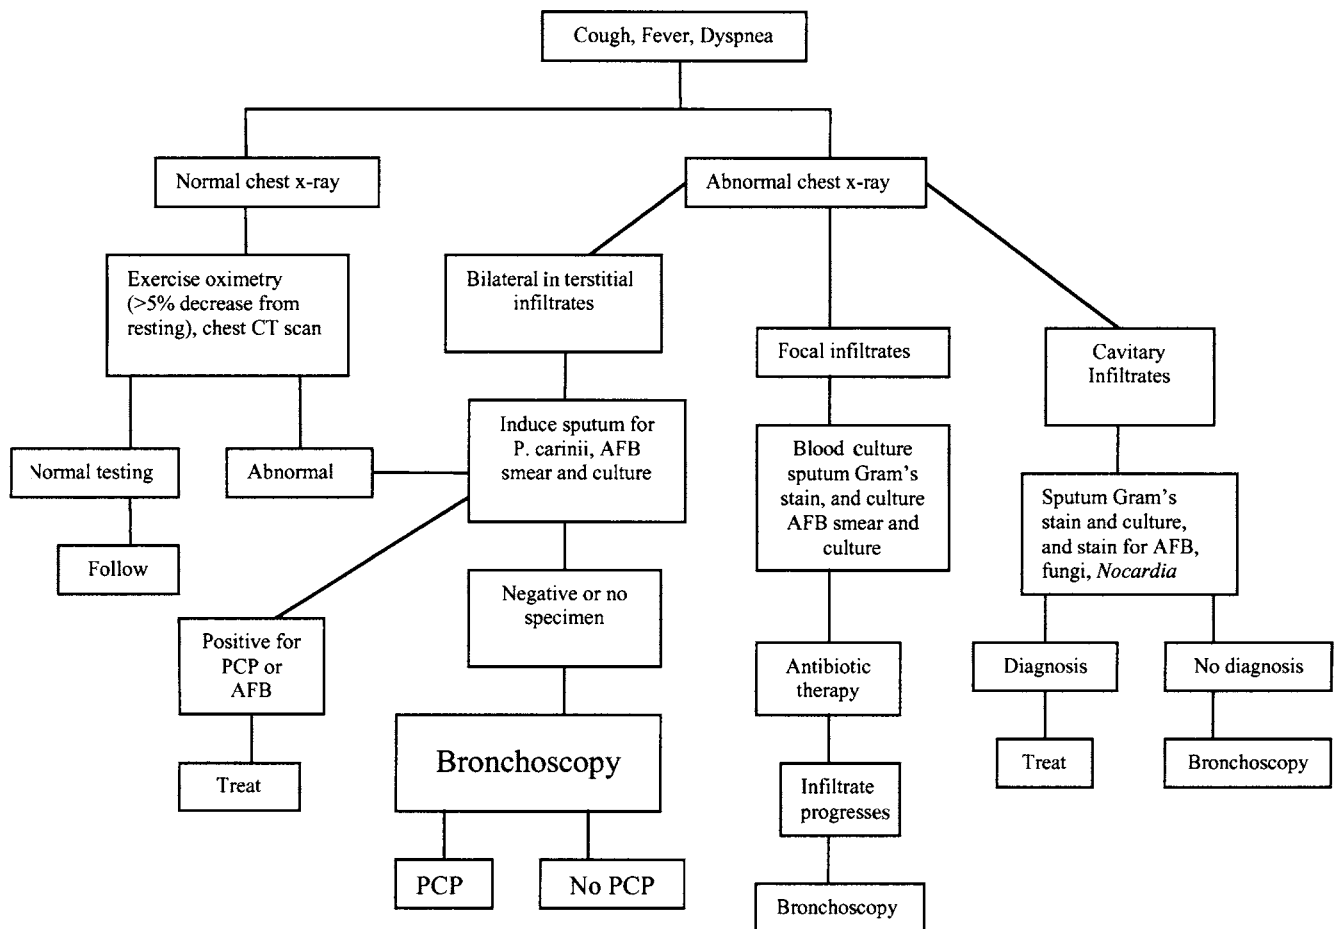 Cough, Fever, Dyspnea
Normal chest x-ray
Abnormal chest x-ray
Exercise oximetry
(>5% decrease from
resting), chest CT scan
Bilateral in terstitial
infiltrates
Focal infiltrates
Cavitary
Infiltrates
Normal testing
Abnormal
Induce sputum for
P. carinii, AFB
smear and culture
Blood culture
sputum Gram's
stain, and culture
AFB smear and
culture
Sputum Gram's
stain and culture,
and stain for AFB,
fungi, Nocardia
Follow
Negative or no
specimen
Positive for
PCP or
AFB
Antibiotic
therapy
Diagnosis
No diagnosis
Treat
Bronchoscopy
Infiltrate
progresses
Treat
Bronchoscopy
PCP
No PCP
Bronchoscopy